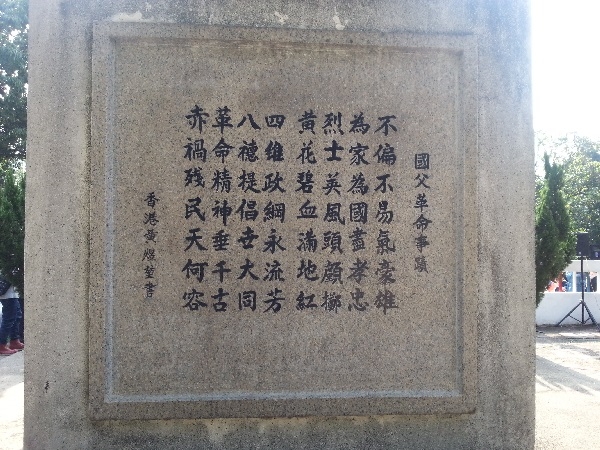 國父革命事蹟
不偏不易氣豪雄
為家為國盡孝忠
烈士英風頭顱擲
黃花碧血滿地紅
四維政綱永流芳
八德提倡世大同
革命精神垂千古
赤禍殘民天何容
香港黃
書